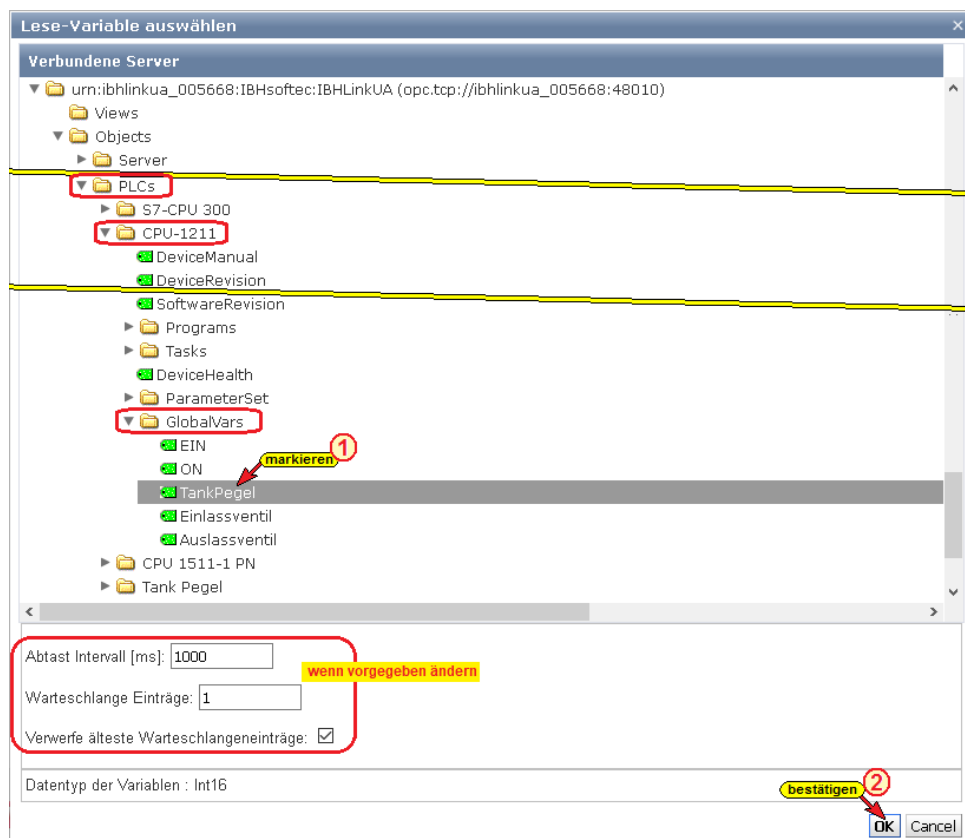 Lese-Variable auswählen
Verbundene Server
urn:ibhlinkua_005668:IBHsoftec:IBHLinkUA (opc.tcp://ibhlinkua_005668:48010)
Views
Objects
Server
PLCs
S7-CPU 300
CPU-1211
DeviceManual
DeviceRevision
SoftwareRevision
Programs
Tasks
DeviceHealth
ParameterSet
GlobalVars
EIN
markieren 1
ON
TankPegel
Einlassventil
Auslassventil
CPU 1511-1 PN
Tank Pegel
Abtast Intervall [ms]: 1000
wenn vorgegeben ändern
Warteschlange Einträge: 1
Verwerfe älteste Warteschlangeneinträge:
Datentyp der Variablen : Int16
bestätigen 2
OK Cancel